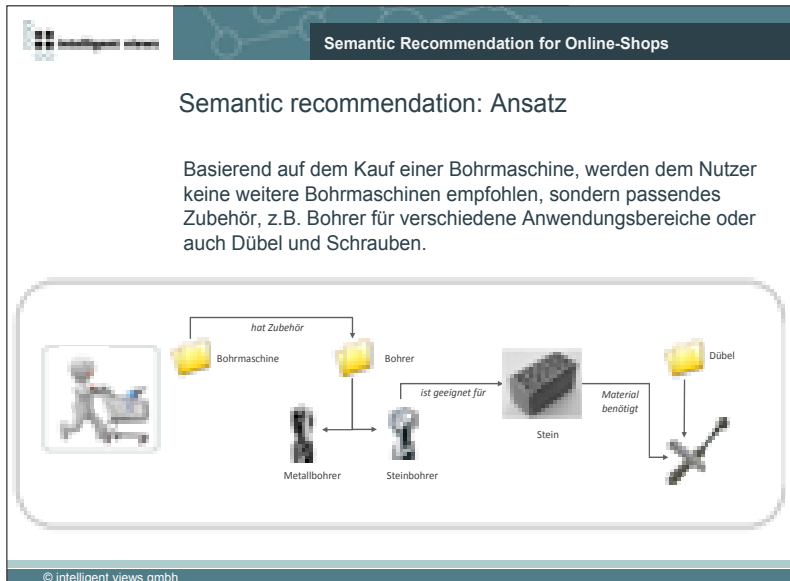 intelligent views
Semantic Recommendation for Online-Shops
Semantic recommendation: Ansatz
Basierend auf dem Kauf einer Bohrmaschine, werden dem Nutzer
keine weitere Bohrmaschinen empfohlen, sondern passendes
Zubehör, z.B. Bohrer für verschiedene Anwendungsbereiche oder
auch Dübel und Schrauben.
hat Zubehör
Bohrmaschine
Bohrer
Dübel
ist geeignet für
Material
benötigt
Stein
Metallbohrer
Steinbohrer
© intelligent views gmbh